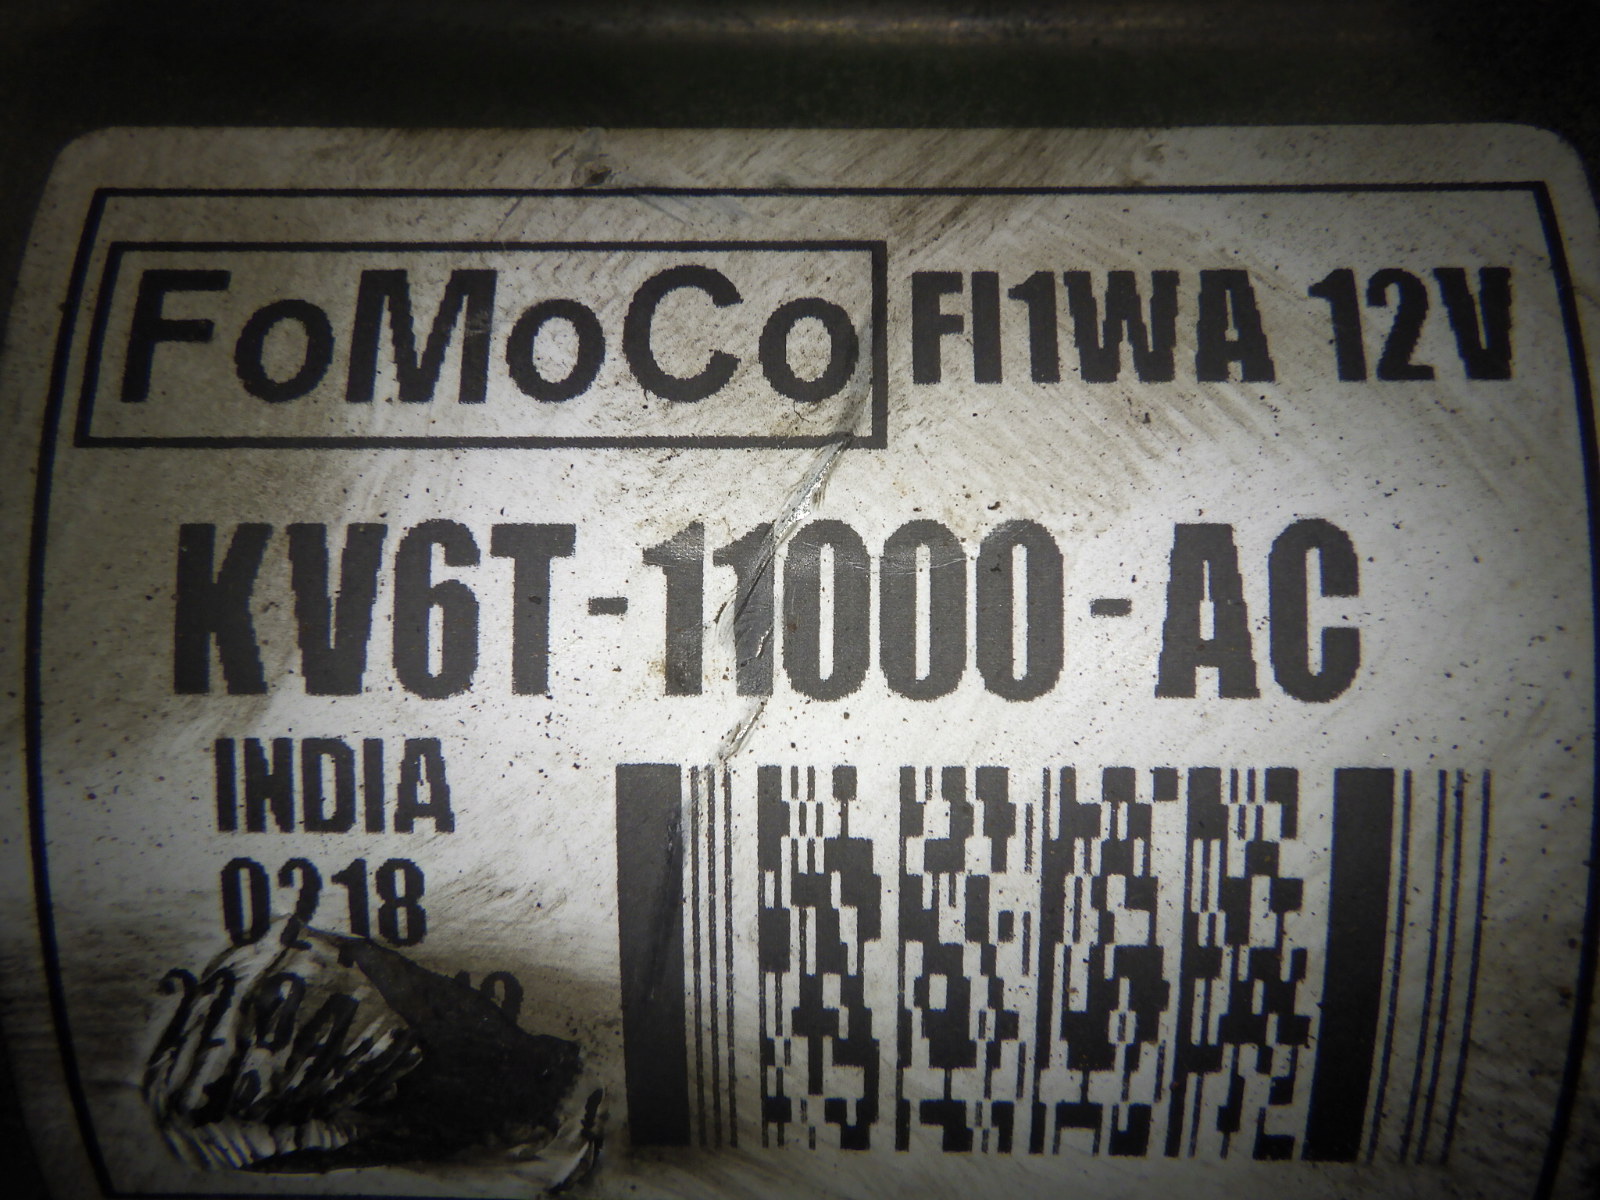 FoMoCo FI1WA 12V
KV6T-11000-AC
INDIA
0218